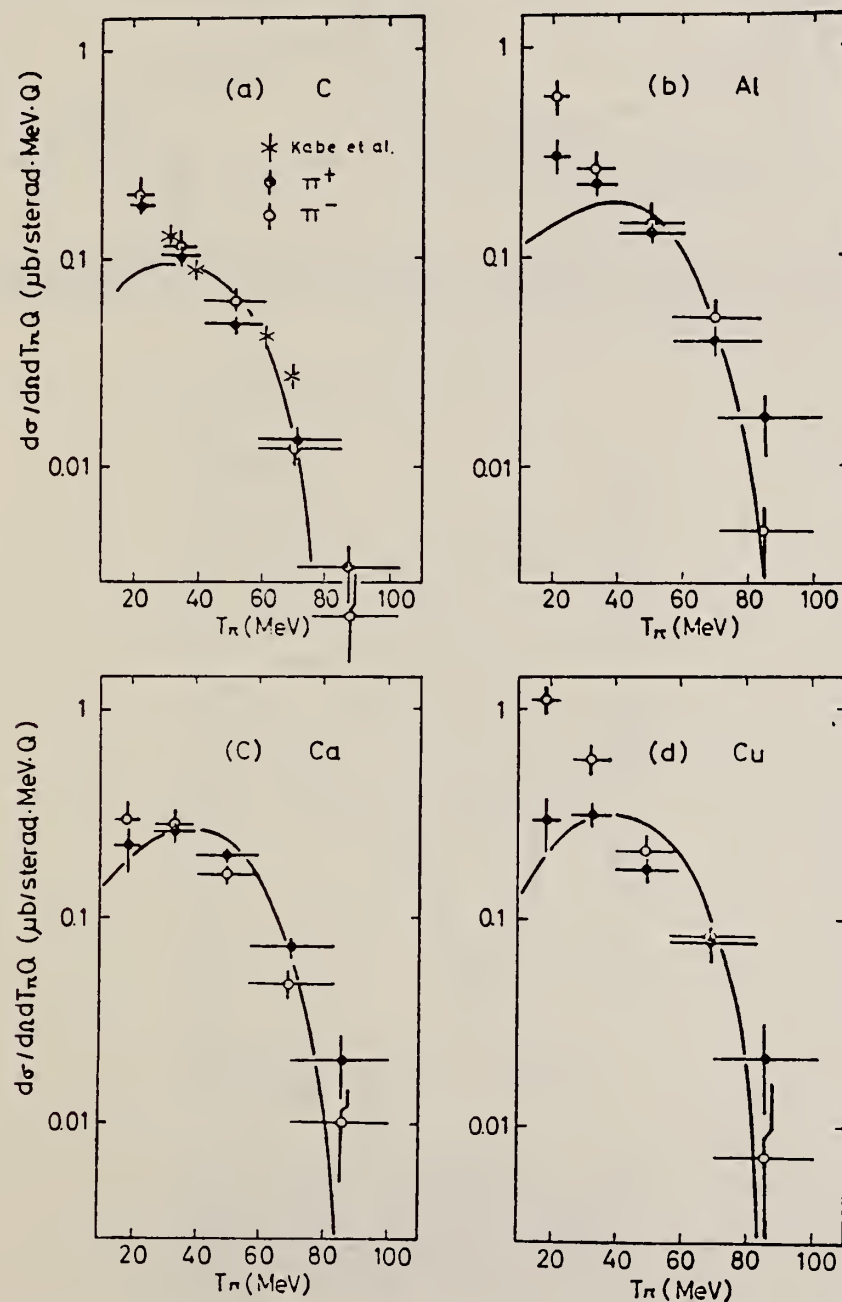 1
0.1
0.01
dσ/dΩdTπQ (μb/sterad·MeV·Q)
(a) C
Kabe et al.
π⁺
π⁻
20 40 60 80 100
Tπ (MeV)
1
0.1
0.01
(b) Al
20 40 60 80 100
Tπ (MeV)
1
0.1
0.01
dσ/dΩdTπQ (μb/sterad·MeV·Q)
(C) Ca
20 40 60 80 100
Tπ (MeV)
1
0.1
0.01
(d) Cu
20 40 60 80 100
Tπ (MeV)